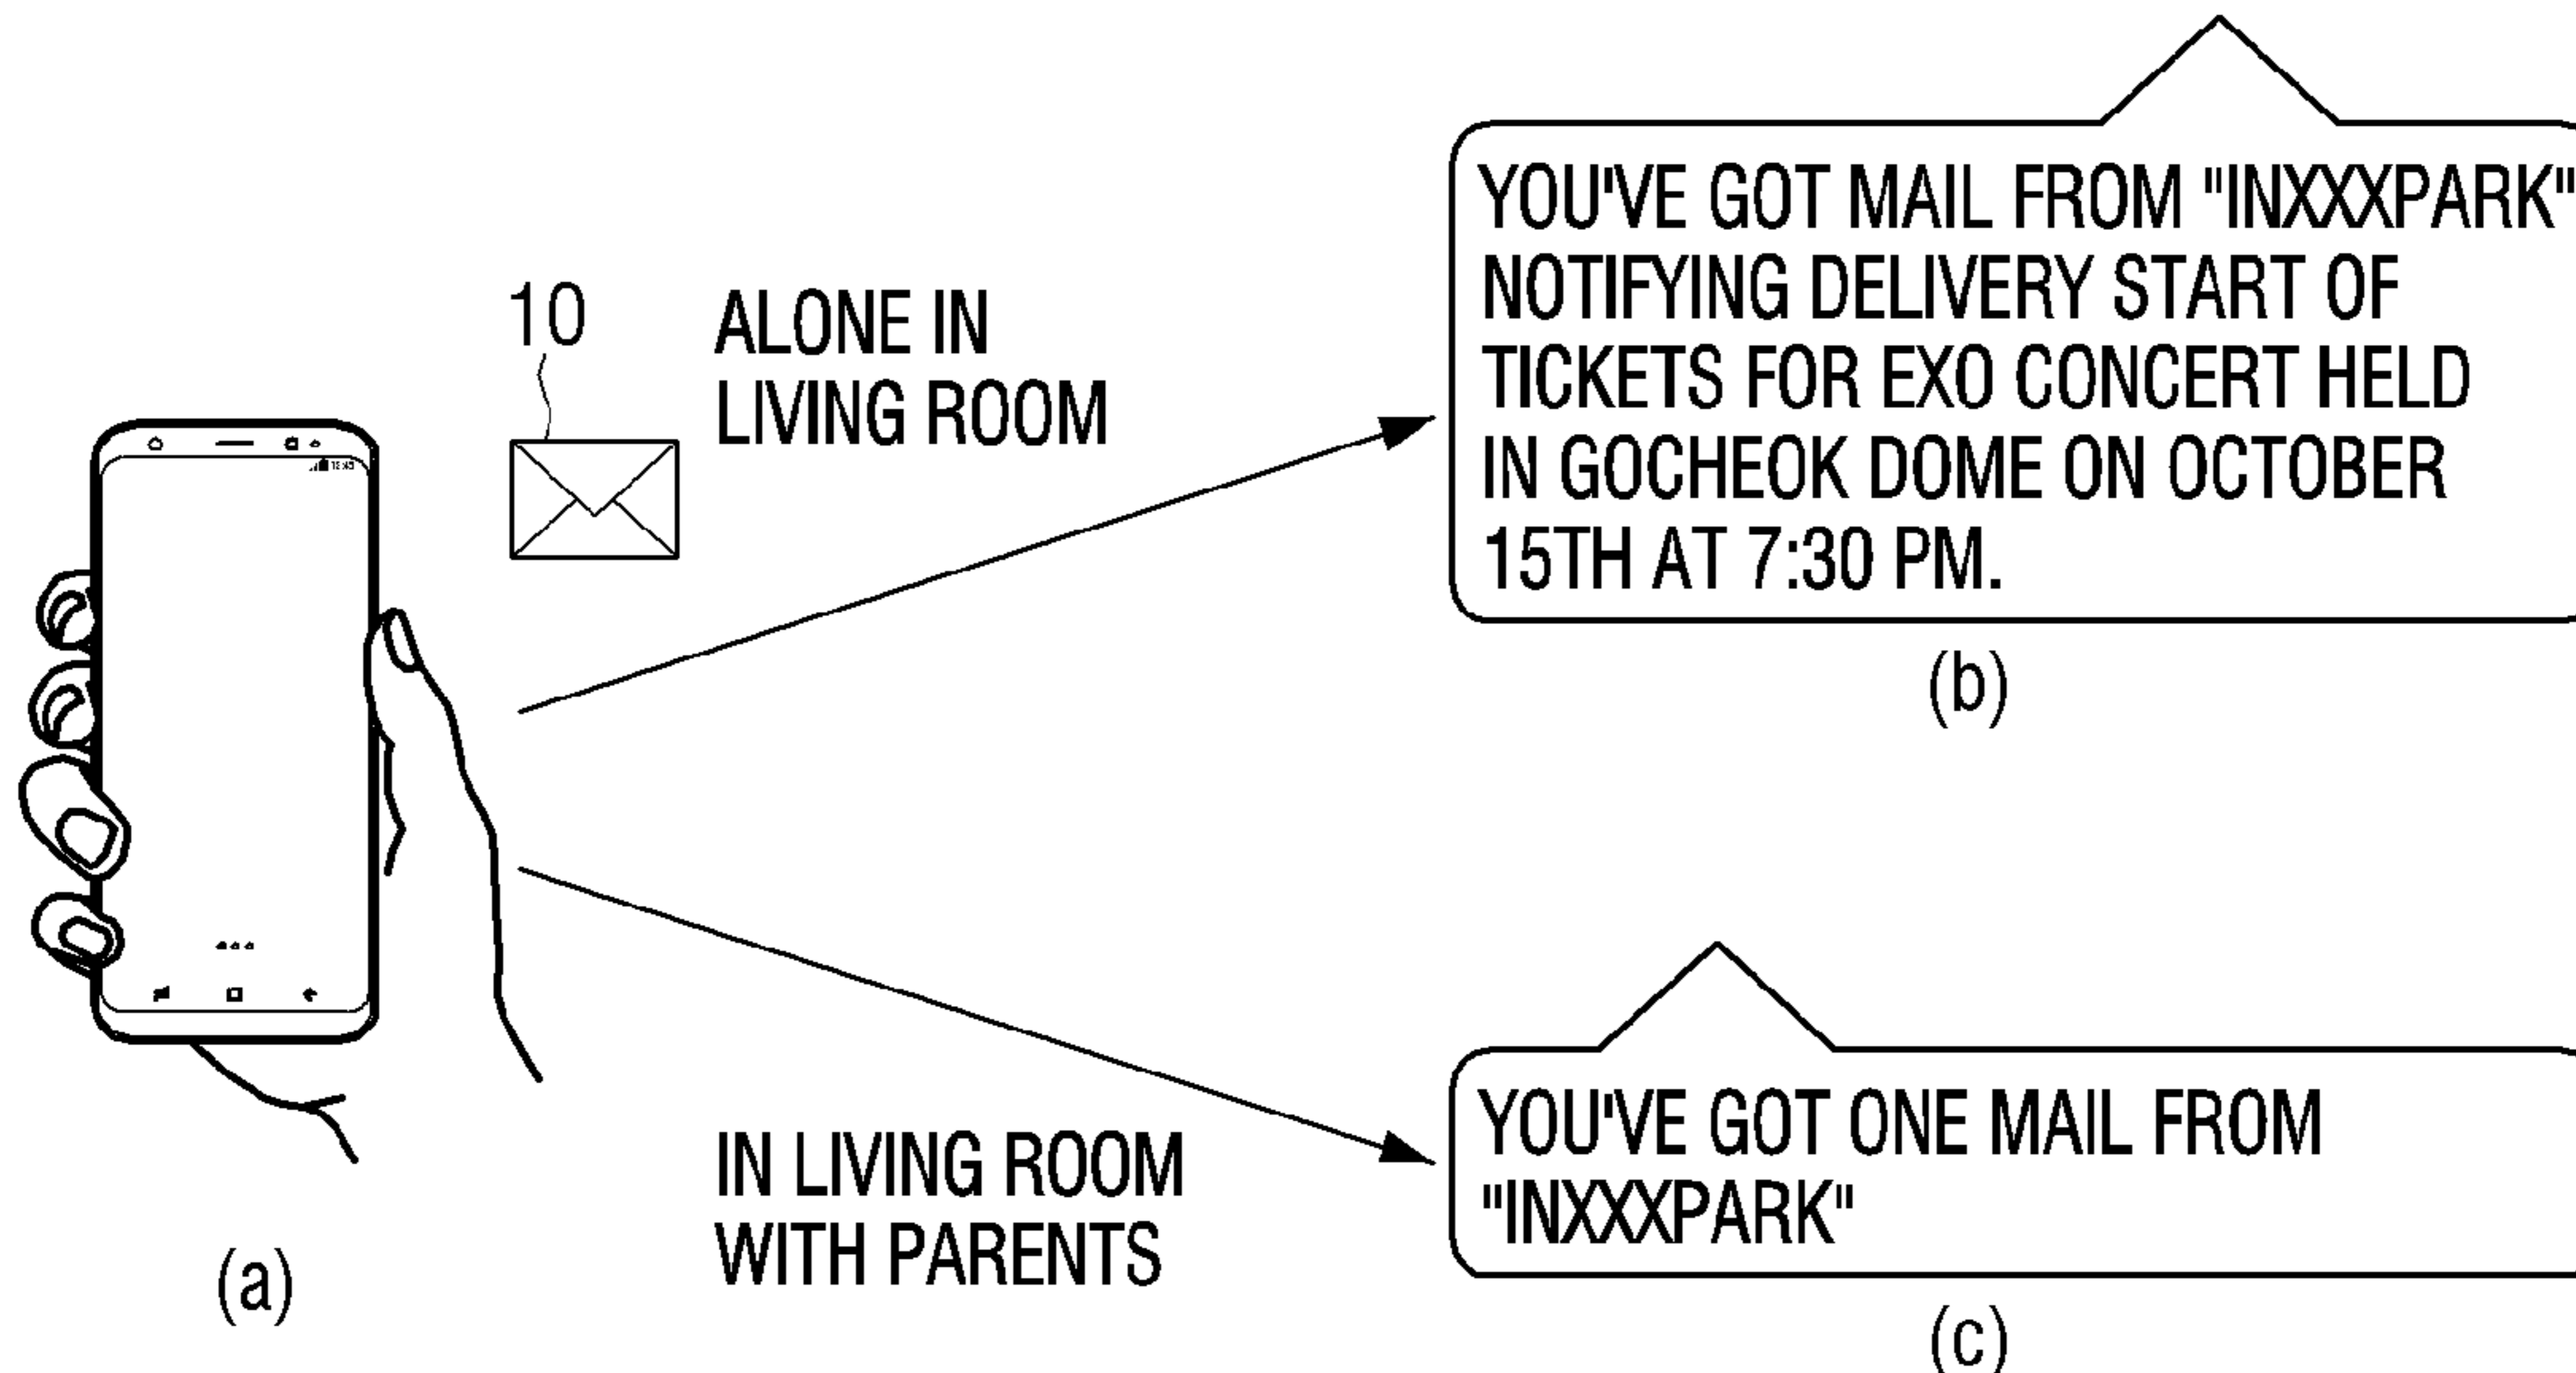 10
ALONE IN
LIVING ROOM
YOU'VE GOT MAIL FROM "INXXXPARK"
NOTIFYING DELIVERY START OF
TICKETS FOR EXO CONCERT HELD
IN GOCHEOK DOME ON OCTOBER
15TH AT 7:30 PM.
(b)
IN LIVING ROOM
WITH PARENTS
YOU'VE GOT ONE MAIL FROM
"INXXXPARK"
(a)
(c)